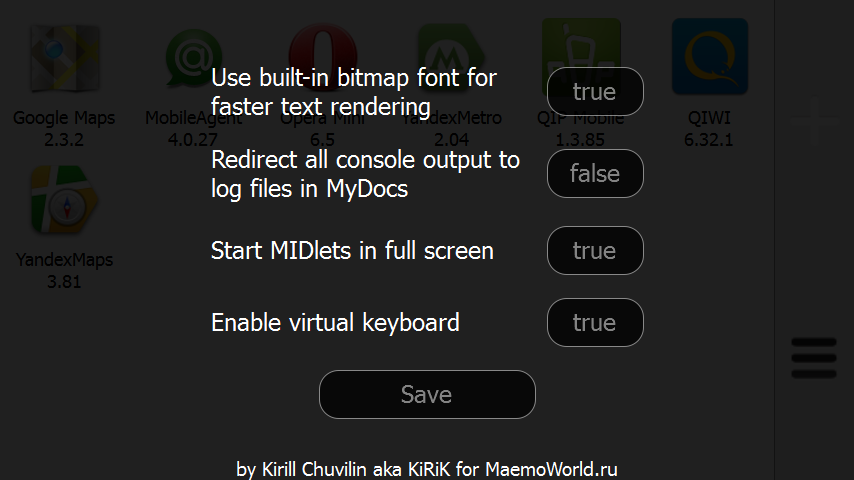 Use built-in bitmap font for
faster text rendering
true
Redirect all console output to
log files in MyDocs
false
Start MIDlets in full screen
true
Enable virtual keyboard
true
Save
by Kirill Chuvilin aka KiRiK for MaemoWorld.ru
Google Maps
2.3.2
MobileAgent
4.0.27
Opera Mini
6.5
YandexMetro
2.04
QIP Mobile
1.3.85
QIWI
6.32.1
YandexMaps
3.81